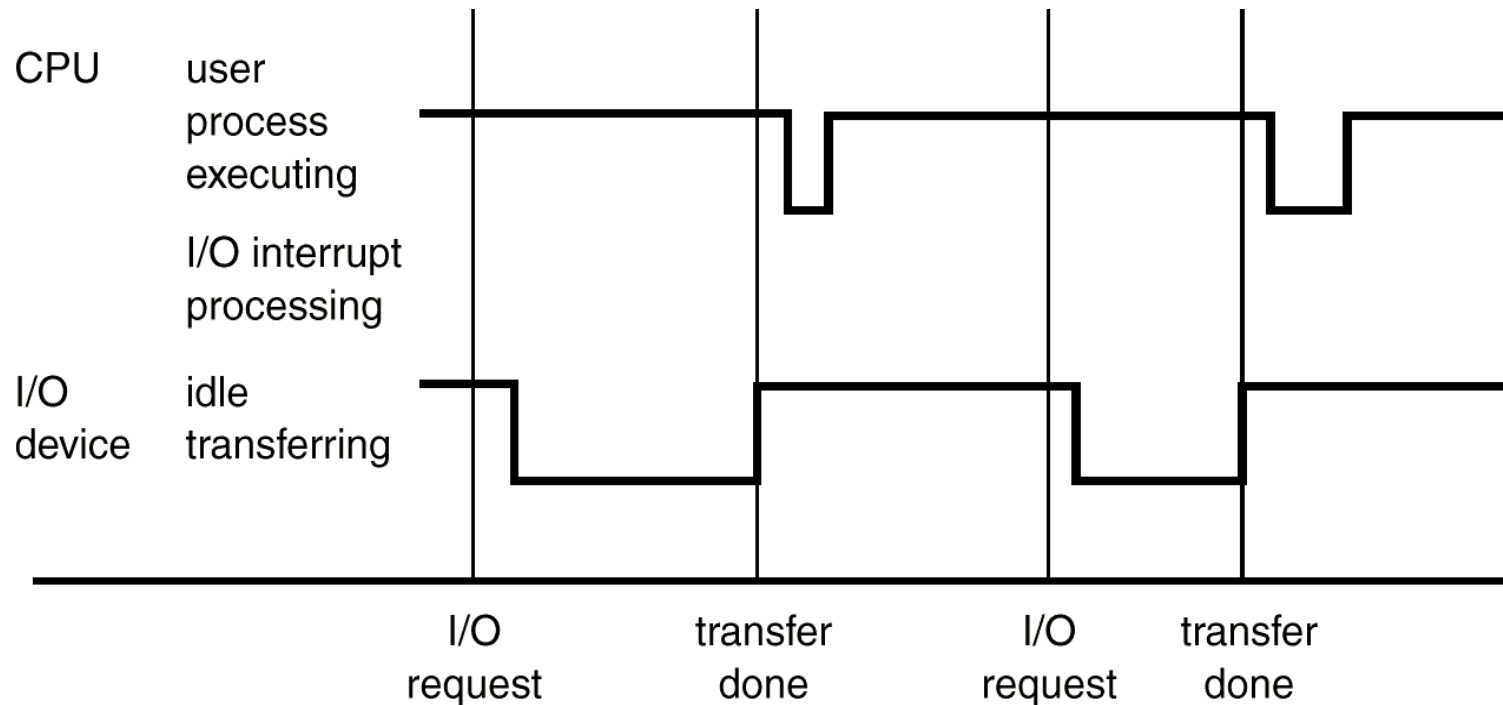 CPU user
process
executing
I/O interrupt
processing
I/O idle
device transferring
I/O transfer I/O transfer
request done request done